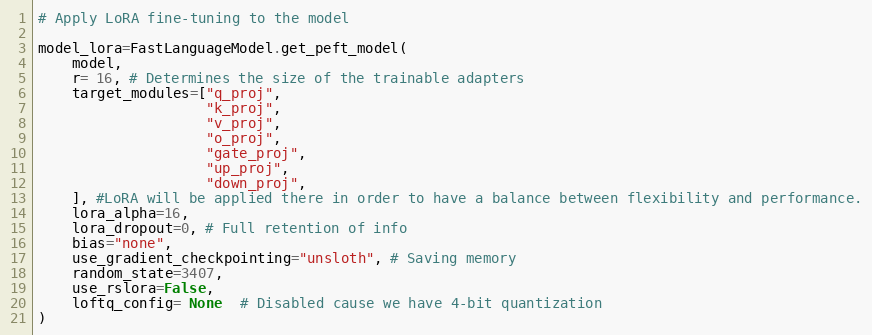 1 # Apply LoRA fine-tuning to the model
2
3 model_lora=FastLanguageModel.get_peft_model(
4     model,
5     r= 16, # Determines the size of the trainable adapters
6     target_modules=["q_proj",
7                     "k_proj",
8                     "v_proj",
9                     "o_proj",
10                     "gate_proj",
11                     "up_proj",
12                     "down_proj",
13     ], #LoRA will be applied there in order to have a balance between flexibility and performance.
14     lora_alpha=16,
15     lora_dropout=0, # Full retention of info
16     bias="none",
17     use_gradient_checkpointing="unsloth", # Saving memory
18     random_state=3407,
19     use_rslora=False,
20     loftq_config= None  # Disabled cause we have 4-bit quantization
21 )